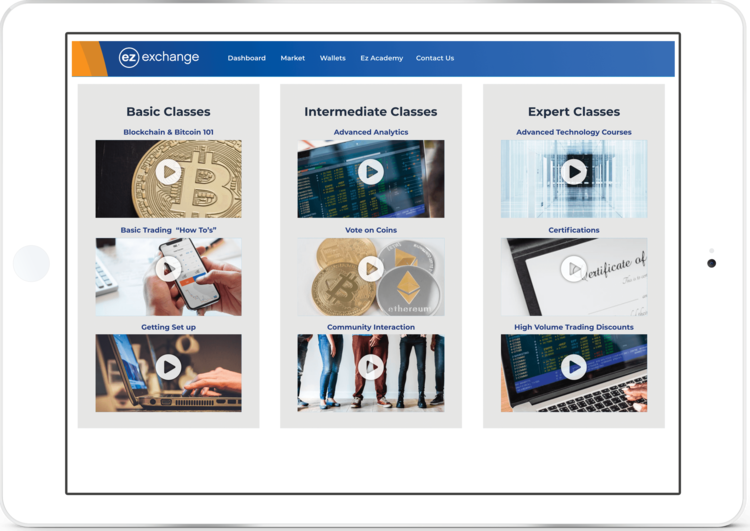 ez exchange
Dashboard Market Wallets Ez Academy Contact Us
Basic Classes
Blockchain & Bitcoin 101
Basic Trading "How To's"
Getting Set up
Intermediate Classes
Advanced Analytics
Vote on Coins
ethereum
Community Interaction
Expert Classes
Advanced Technology Courses
Certifications
Certificate of
High Volume Trading Discounts